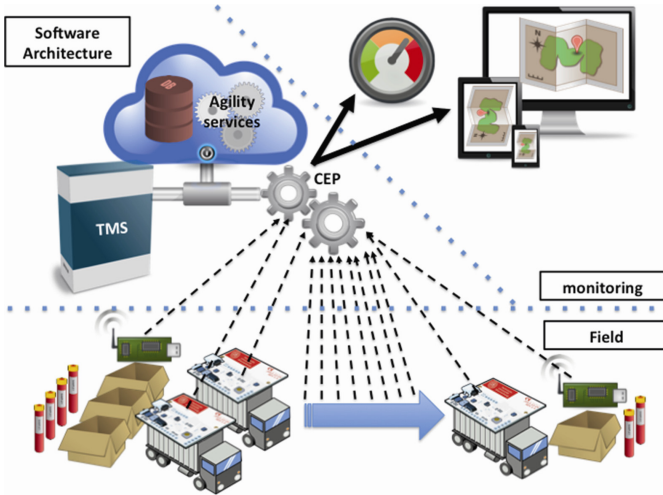 Software
Architecture
Agility
services
CEP
TMS
monitoring
Field